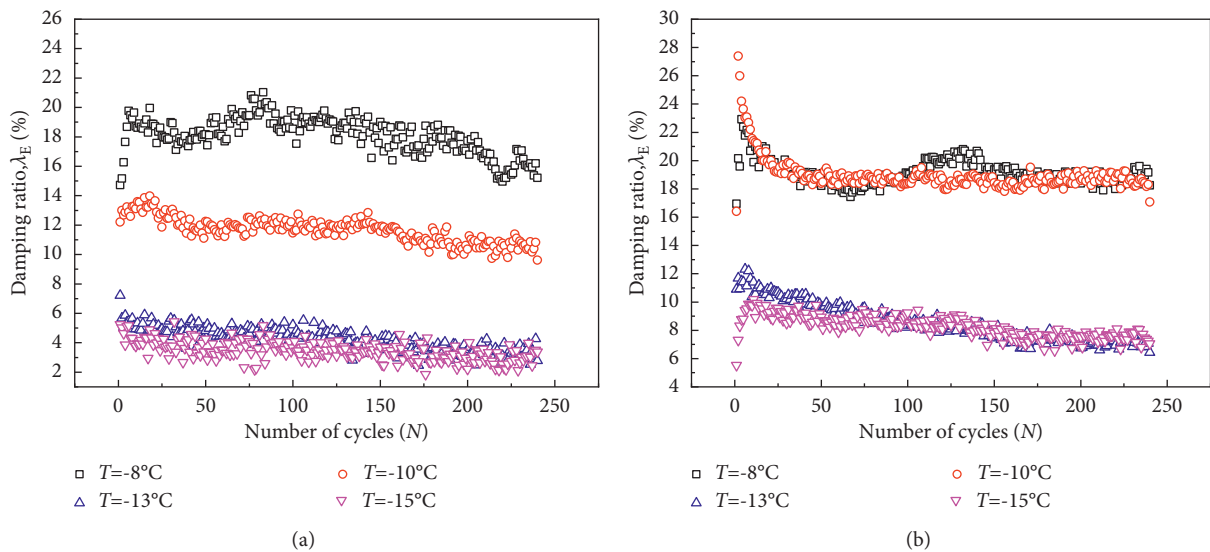 26
24
22
20
18
16
14
12
10
8
6
4
2
Damping ratio,λE (%)
0 50 100 150 200 250
Number of cycles (N)
T=-8°C T=-10°C
T=-13°C T=-15°C
(a)
30
28
26
24
22
20
18
16
14
12
10
8
6
4
Damping ratio,λE (%)
0 50 100 150 200 250
Number of cycles (N)
T=-8°C T=-10°C
T=-13°C T=-15°C
(b)